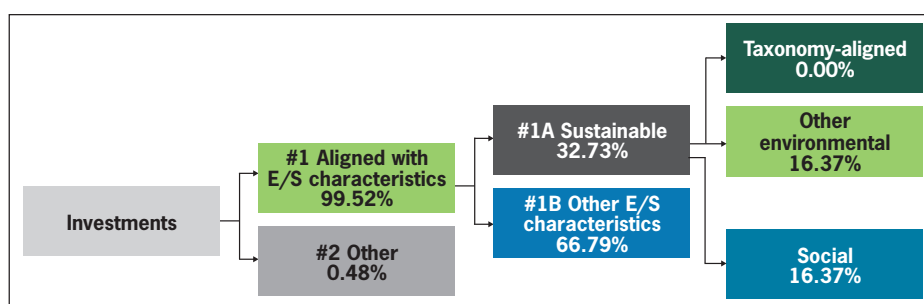 Investments
#1 Aligned with
E/S characteristics
99.52%
#2 Other
0.48%
#1A Sustainable
32.73%
#1B Other E/S
characteristics
66.79%
Taxonomy-aligned
0.00%
Other
environmental
16.37%
Social
16.37%